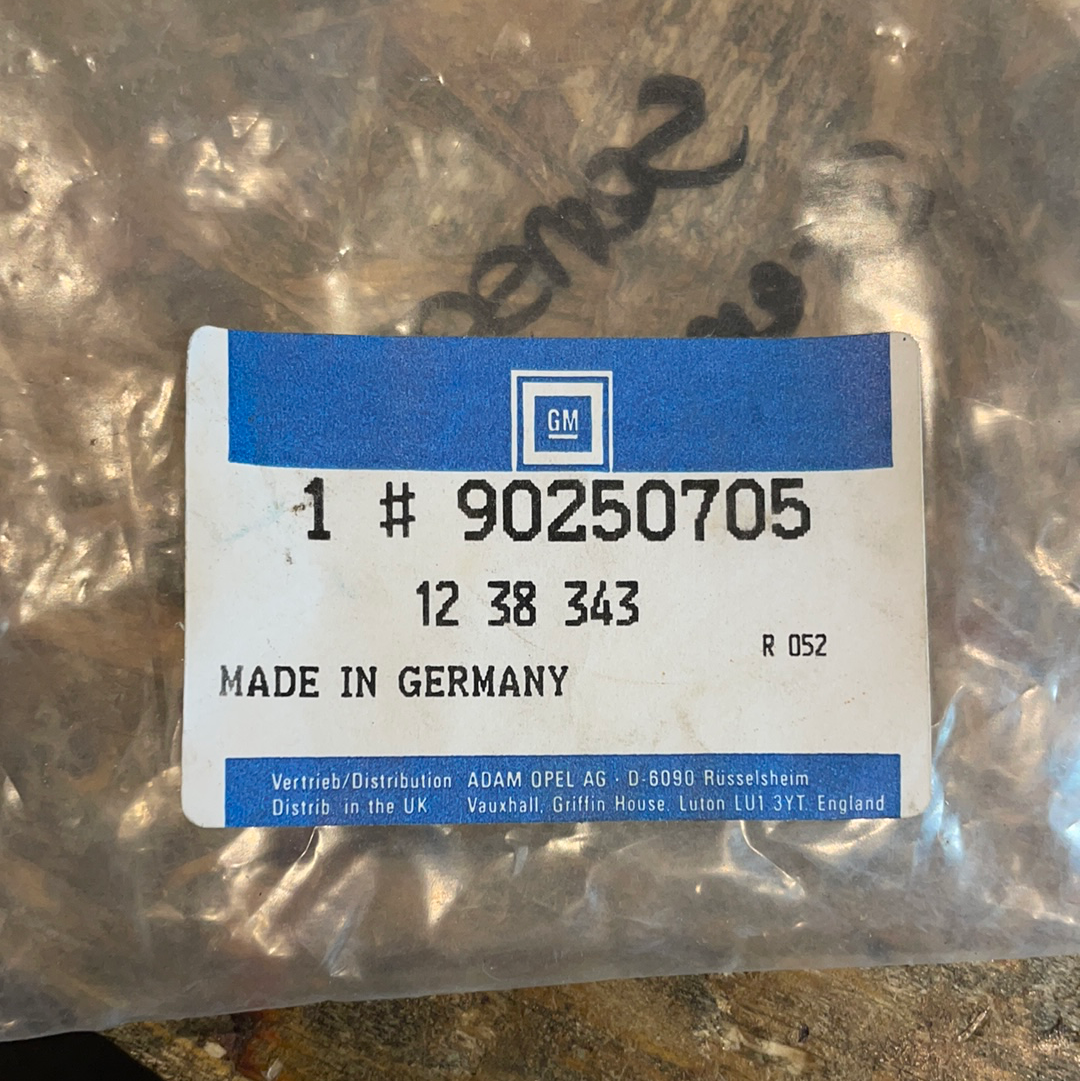 GM
1 # 90250705
12 38 343
R 052
MADE IN GERMANY
Vertrieb/Distribution ADAM OPEL AG · D-6090 Rüsselsheim
Distrib. in the UK Vauxhall, Griffin House, Luton LU1 3YT, England